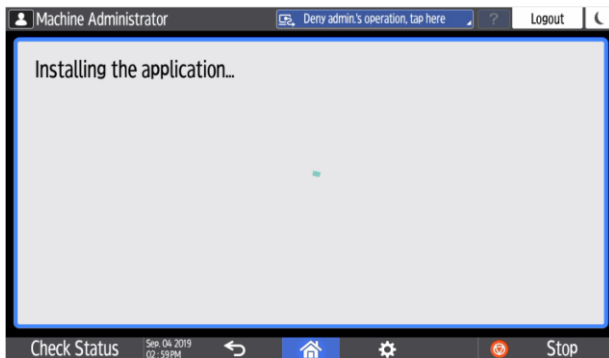 Machine Administrator
Deny admin.'s operation, tap here
?
Logout
Installing the application...
Check Status
Sep. 04 2019
02:59PM
Stop